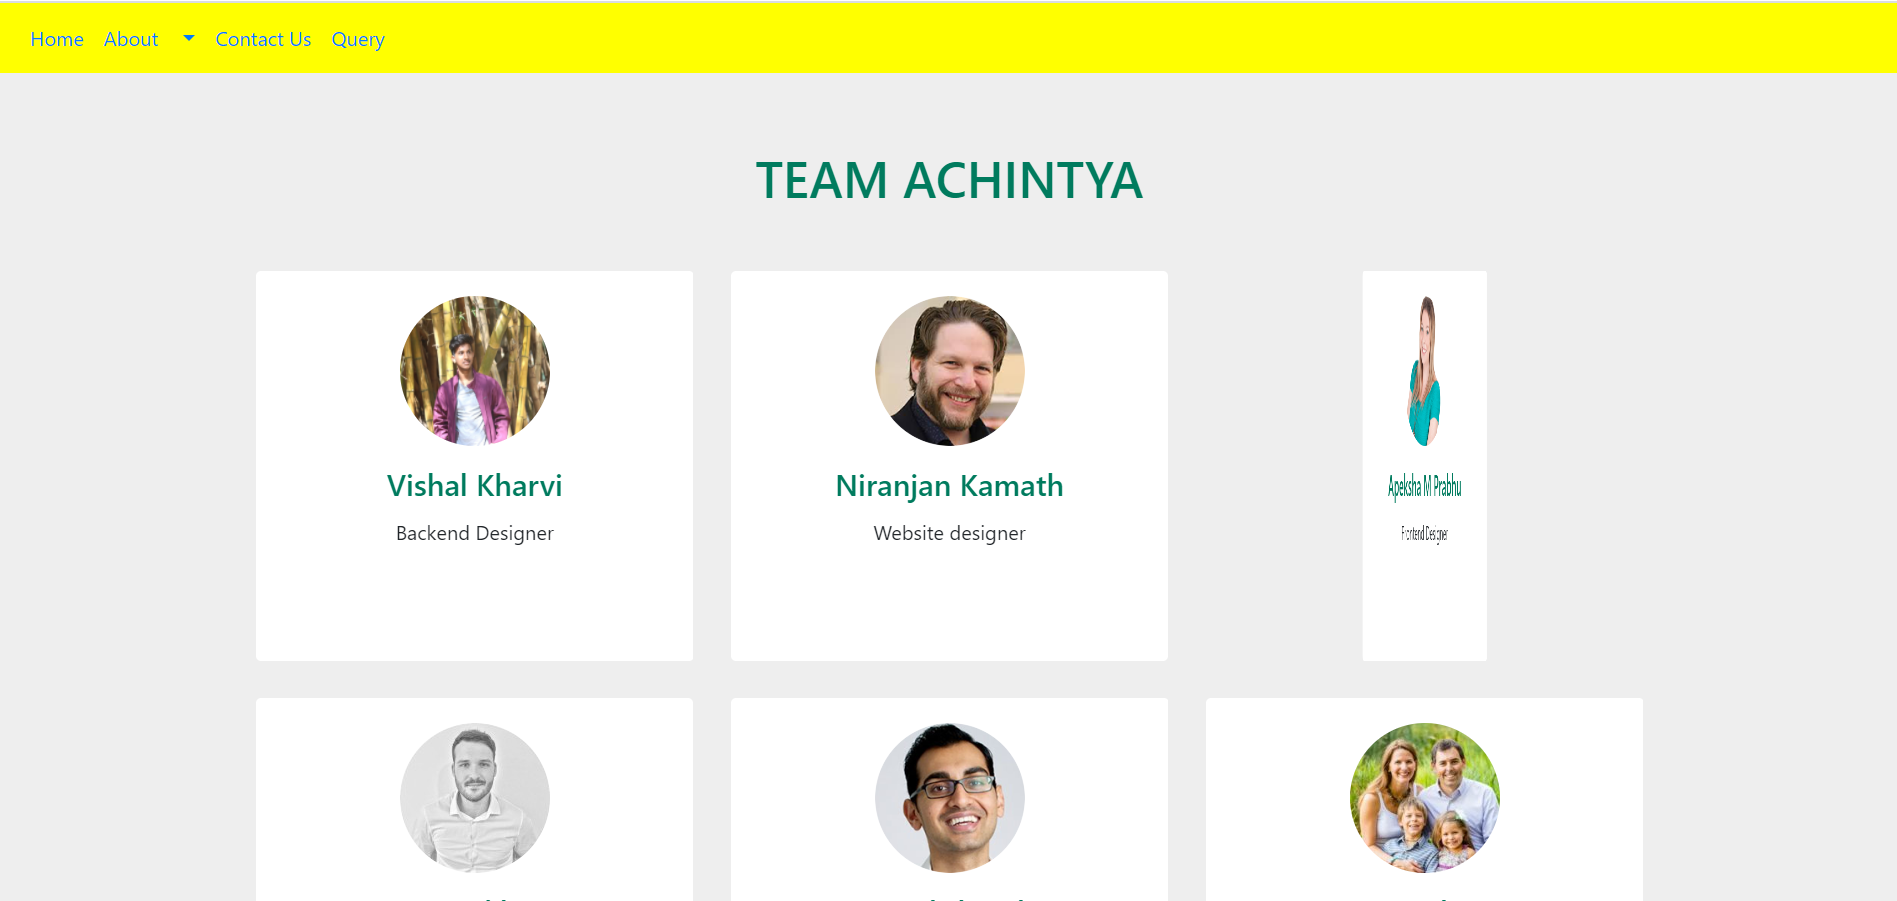 Home About Contact Us Query
TEAM ACHINTYA
Vishal Kharvi
Niranjan Kamath
Apeksha M Prabhu
Backend Designer
Website designer
Frontend Designer